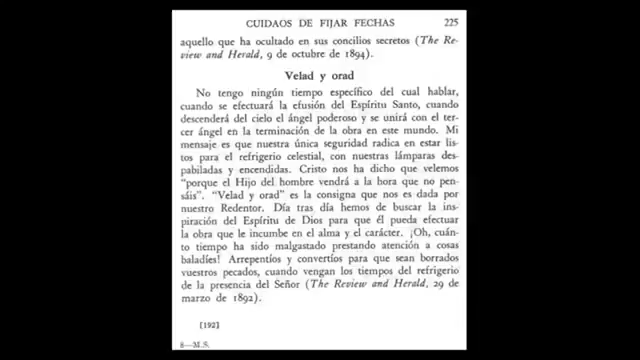 CUIDAOS DE FIJAR FECHAS 225
aquello que ha ocultado en sus concilios secretos (The Re-
view and Herald, 9 de octubre de 1894).
Velad y orad
No tengo ningún tiempo específico del cual hablar,
cuando se efectuará la efusión del Espíritu Santo, cuando
descenderá del cielo el ángel poderoso y se unirá con el ter-
cer ángel en la terminación de la obra en este mundo. Mi
mensaje es que nuestra única seguridad radica en estar lis-
tos para el refrigerio celestial, con nuestras lámparas des-
pabiladas y encendidas. Cristo nos ha dicho que velemos
"porque el Hijo del hombre vendrá a la hora que no pen-
sáis". "Velad y orad" es la consigna que nos es dada por
nuestro Redentor. Día tras día hemos de buscar la ins-
piración del Espíritu de Dios para que él pueda efectuar
la obra que le incumbe en el alma y el carácter. ¡Oh, cuán-
to tiempo ha sido malgastado prestando atención a cosas
baladíes! Arrepentíos y convertíos para que sean borrados
vuestros pecados, cuando vengan los tiempos del refrigerio
de la presencia del Señor (The Review and Herald, 29 de
marzo de 1892).
[192]
8—M.S.